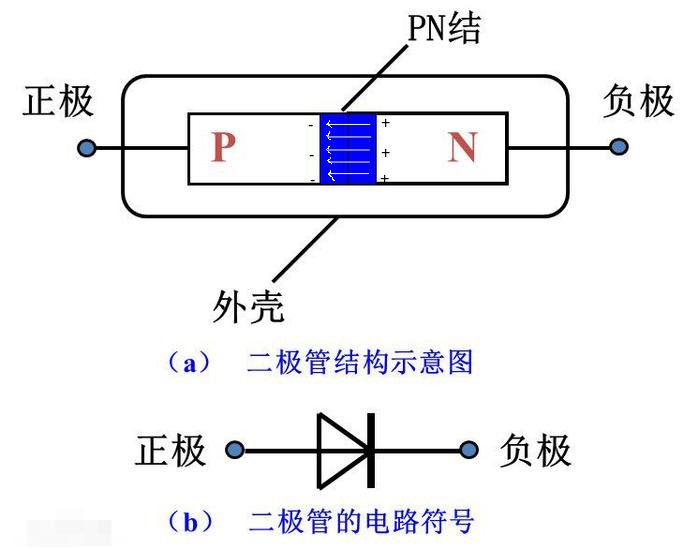 PN结
正极
负极
P
N
-
+
-
+
-
+
外壳
（a） 二极管结构示意图
正极
负极
（b） 二极管的电路符号